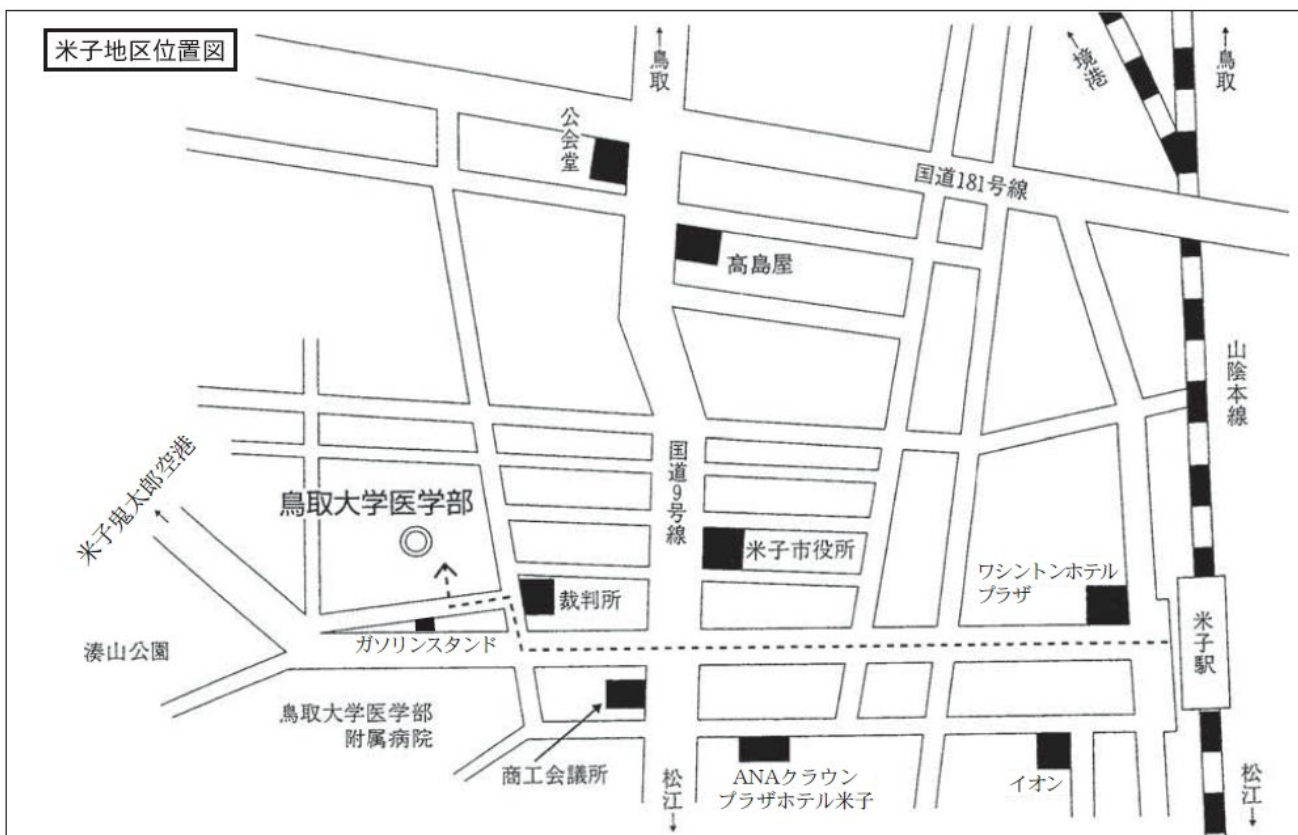 米子地区位置図
←鳥取
←境港
←鳥取
公会堂
国道181号線
高島屋
山陰本線
米子鬼太郎空港
←
国道9号線
鳥取大学医学部
米子市役所
ワシントンホテル
プラザ
裁判所
ガソリンスタンド
米子駅
湊山公園
鳥取大学医学部
附属病院
商工会議所
ANAクラウン
プラザホテル米子
イオン
松江→
松江→